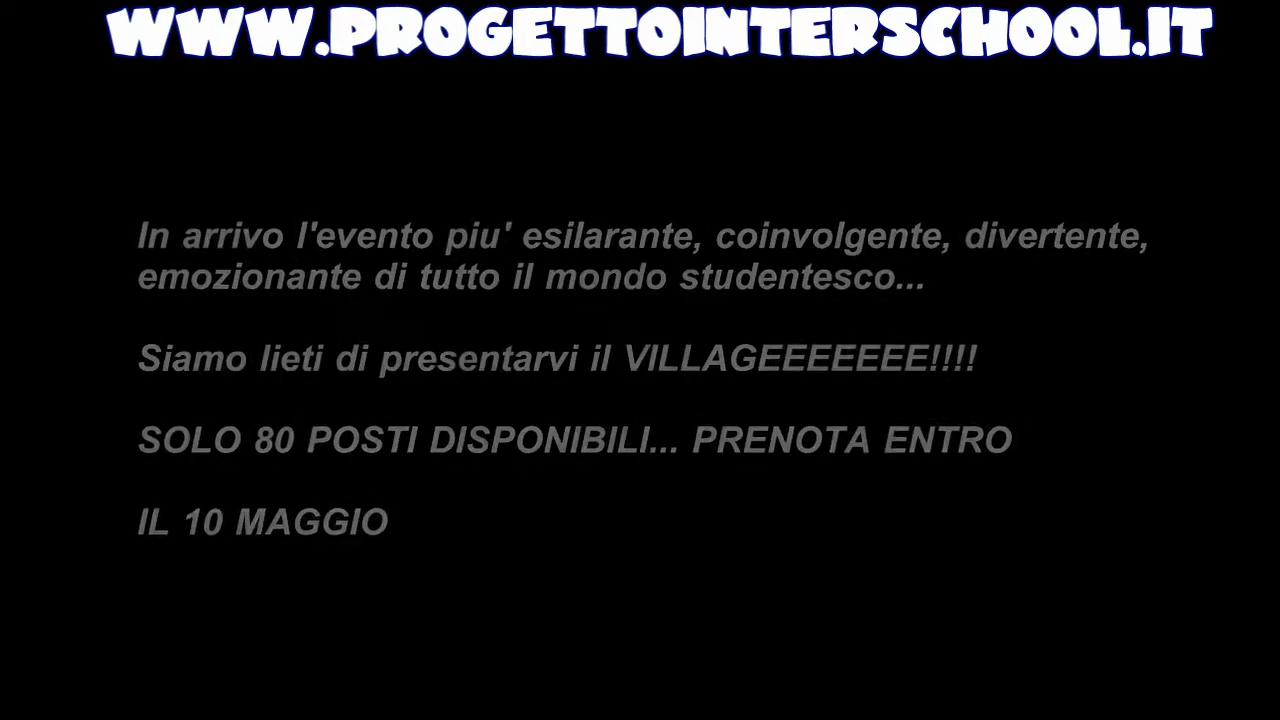 WWW.PROGETTOINTERSCHOOL.IT
In arrivo l'evento piu' esilarante, coinvolgente, divertente,
emozionante di tutto il mondo studentesco...
Siamo lieti di presentarvi il VILLAGEEEEEEE!!!!
SOLO 80 POSTI DISPONIBILI... PRENOTA ENTRO
IL 10 MAGGIO